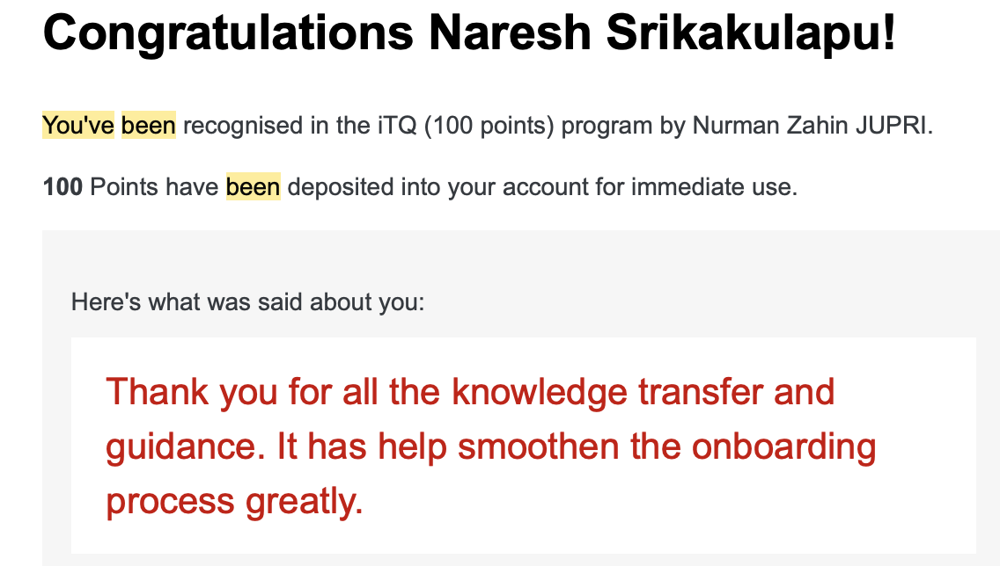 Congratulations Naresh Srikakulapu!
You've been recognised in the iTQ (100 points) program by Nurman Zahin JUPRI.
100 Points have been deposited into your account for immediate use.
Here's what was said about you:
Thank you for all the knowledge transfer and
guidance. It has help smoothen the onboarding
process greatly.